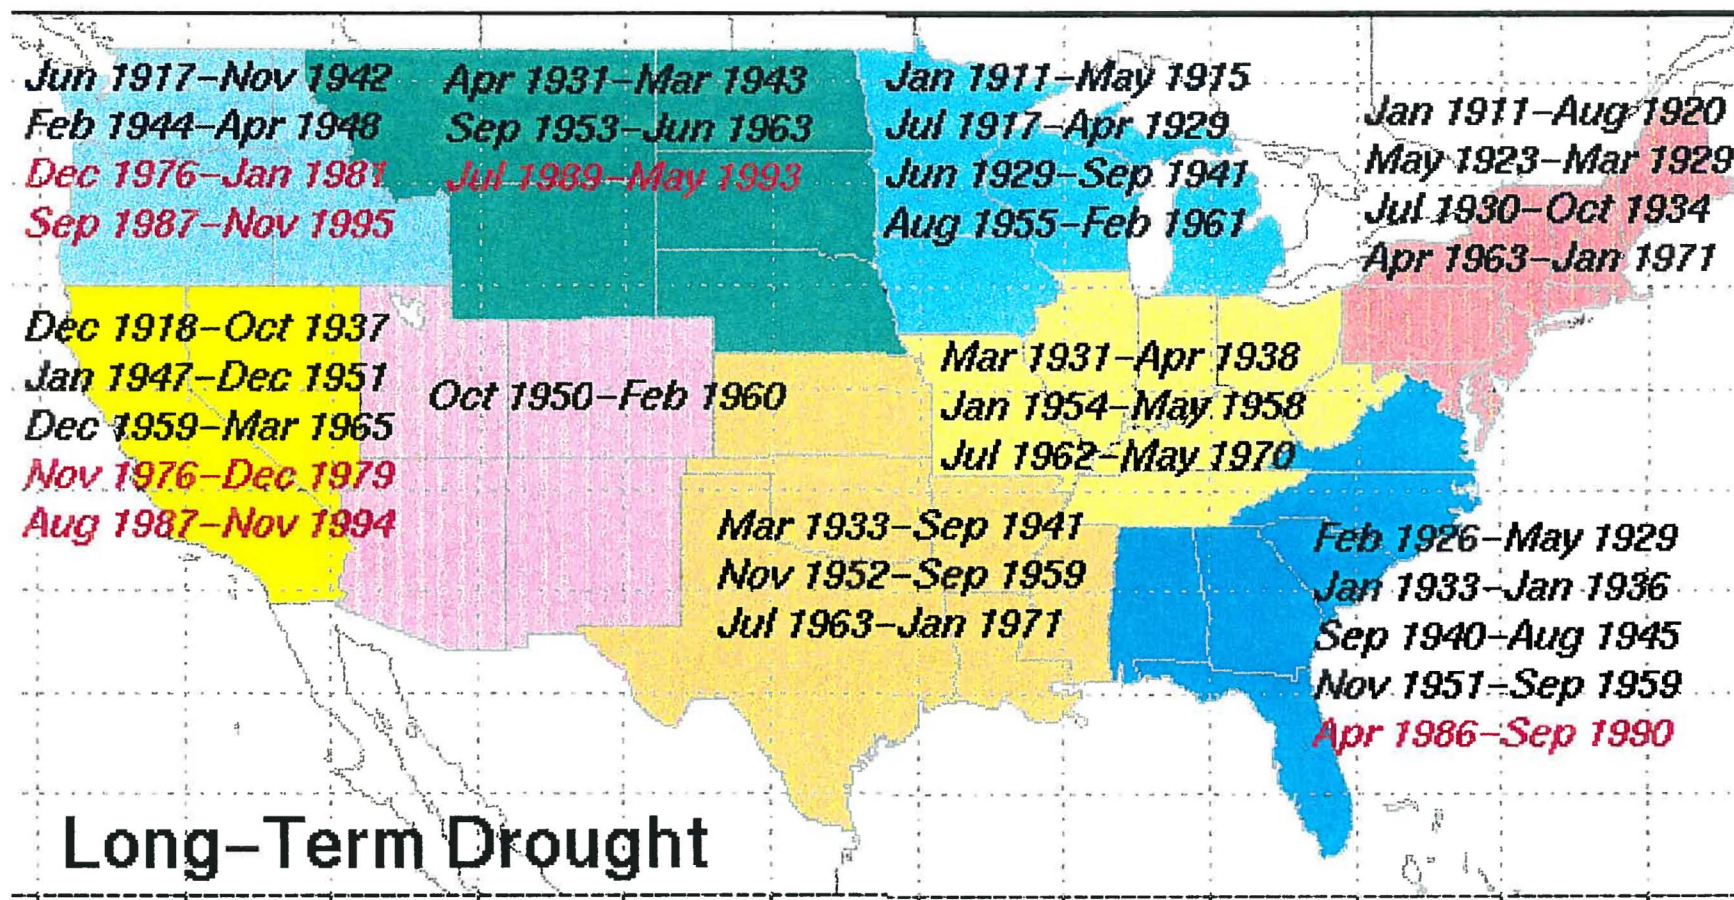 Jun 1917–Nov 1942
Feb 1944–Apr 1948
Dec 1976–Jan 1981
Sep 1987–Nov 1995
Apr 1931–Mar 1943
Sep 1953–Jun 1963
Jul 1989–May 1993
Jan 1911–May 1915
Jul 1917–Apr 1929
Jun 1929–Sep 1941
Aug 1955–Feb 1961
Jan 1911–Aug 1920
May 1923–Mar 1929
Jul 1930–Oct 1934
Apr 1963–Jan 1971
Dec 1918–Oct 1937
Jan 1947–Dec 1951
Dec 1959–Mar 1965
Nov 1976–Dec 1979
Aug 1987–Nov 1994
Oct 1950–Feb 1960
Mar 1931–Apr 1938
Jan 1954–May 1958
Jul 1962–May 1970
Mar 1933–Sep 1941
Nov 1952–Sep 1959
Jul 1963–Jan 1971
Feb 1926–May 1929
Jan 1933–Jan 1936
Sep 1940–Aug 1945
Nov 1951–Sep 1959
Apr 1986–Sep 1990
Long–Term Drought